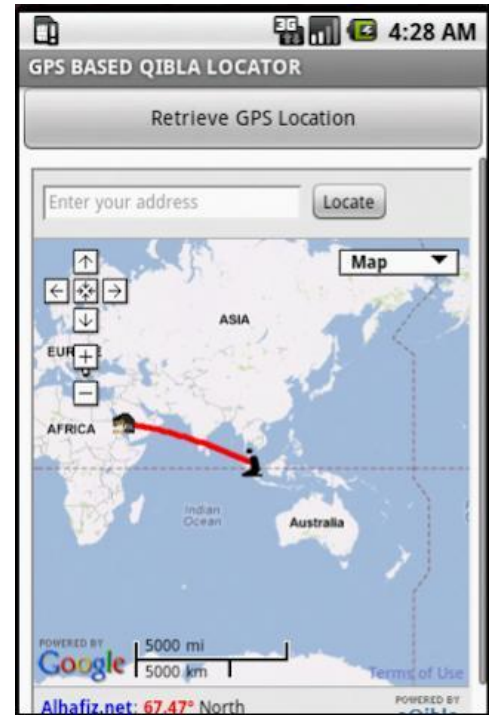 3G 4:28 AM
GPS BASED QIBLA LOCATOR
Retrieve GPS Location
Enter your address Locate
Map
ASIA
AFRICA
Indian
Ocean
Australia
POWERED BY
Google
5000 mi
5000 km
Terms of Use
Alhafiz.net: 67.47° North
POWERED BY